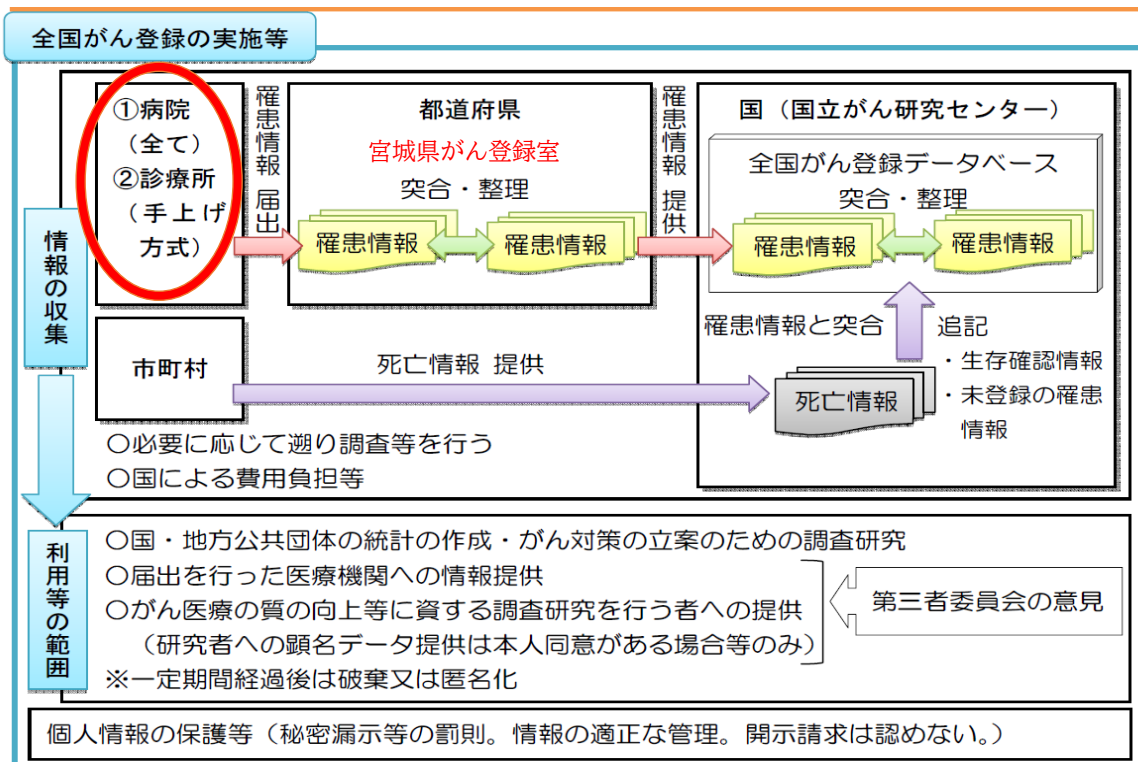 全国がん登録の実施等
情報の収集
①病院
(全て)
②診療所
(手上げ
方式)
罹患情報 届出
都道府県
宮城県がん登録室
突合・整理
罹患情報
罹患情報
罹患情報 提供
国(国立がん研究センター)
全国がん登録データベース
突合・整理
罹患情報
罹患情報
罹患情報と突合
追記
・生存確認情報
・未登録の罹患
情報
死亡情報
市町村
死亡情報 提供
○必要に応じて遡り調査等を行う
○国による費用負担等
利用等の範囲
○国・地方公共団体の統計の作成・がん対策の立案のための調査研究
○届出を行った医療機関への情報提供
○がん医療の質の向上等に資する調査研究を行う者への提供
(研究者への顕名データ提供は本人同意がある場合等のみ)
※一定期間経過後は破棄又は匿名化
第三者委員会の意見
個人情報の保護等(秘密漏示等の罰則。情報の適正な管理。開示請求は認めない。)